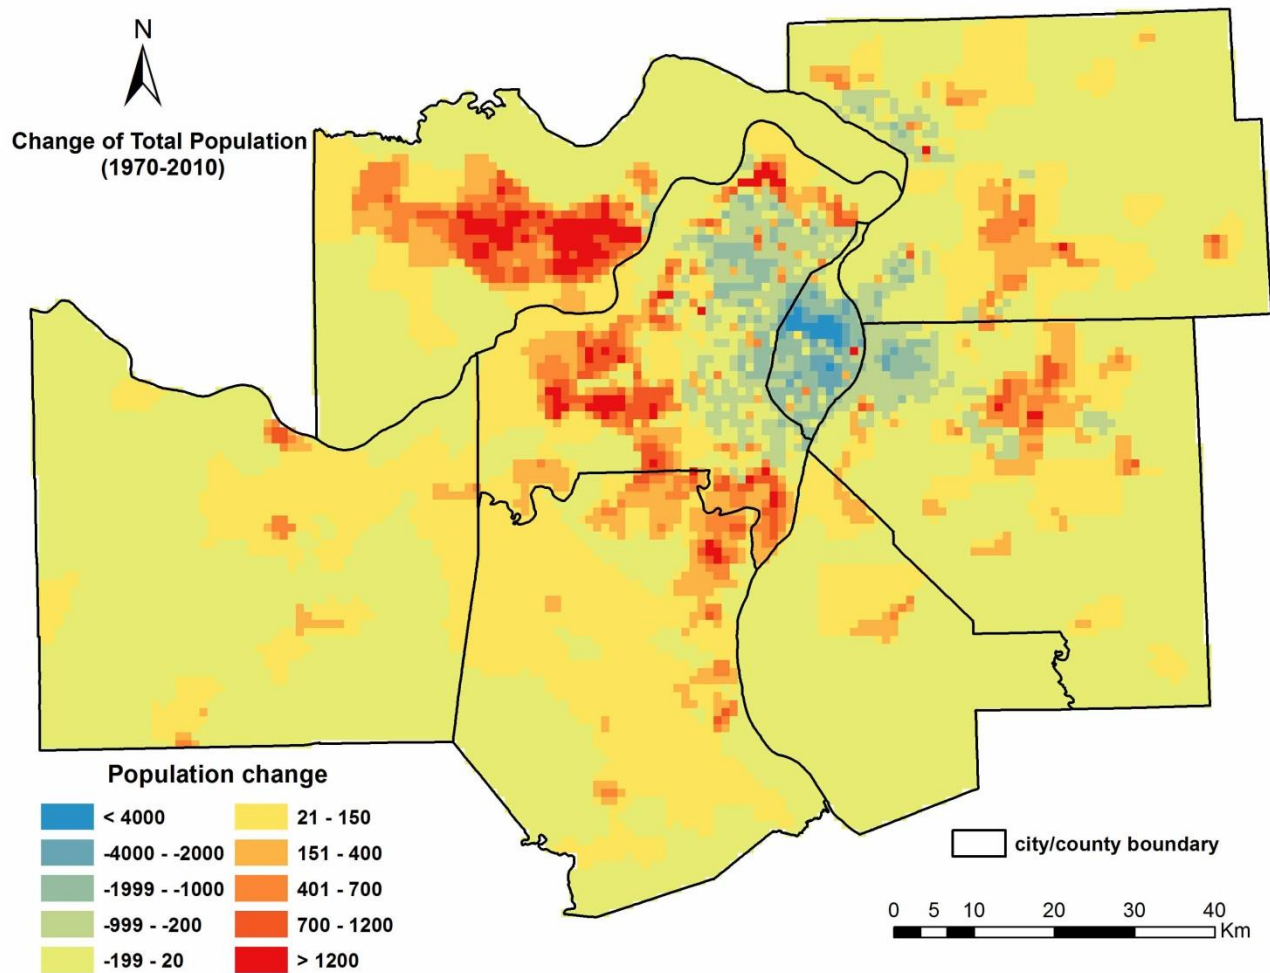 N
Change of Total Population
(1970-2010)
Population change
< 4000
-4000 - -2000
-1999 - -1000
-999 - -200
-199 - 20
21 - 150
151 - 400
401 - 700
700 - 1200
> 1200
city/county boundary
0 5 10 20 30 40
Km